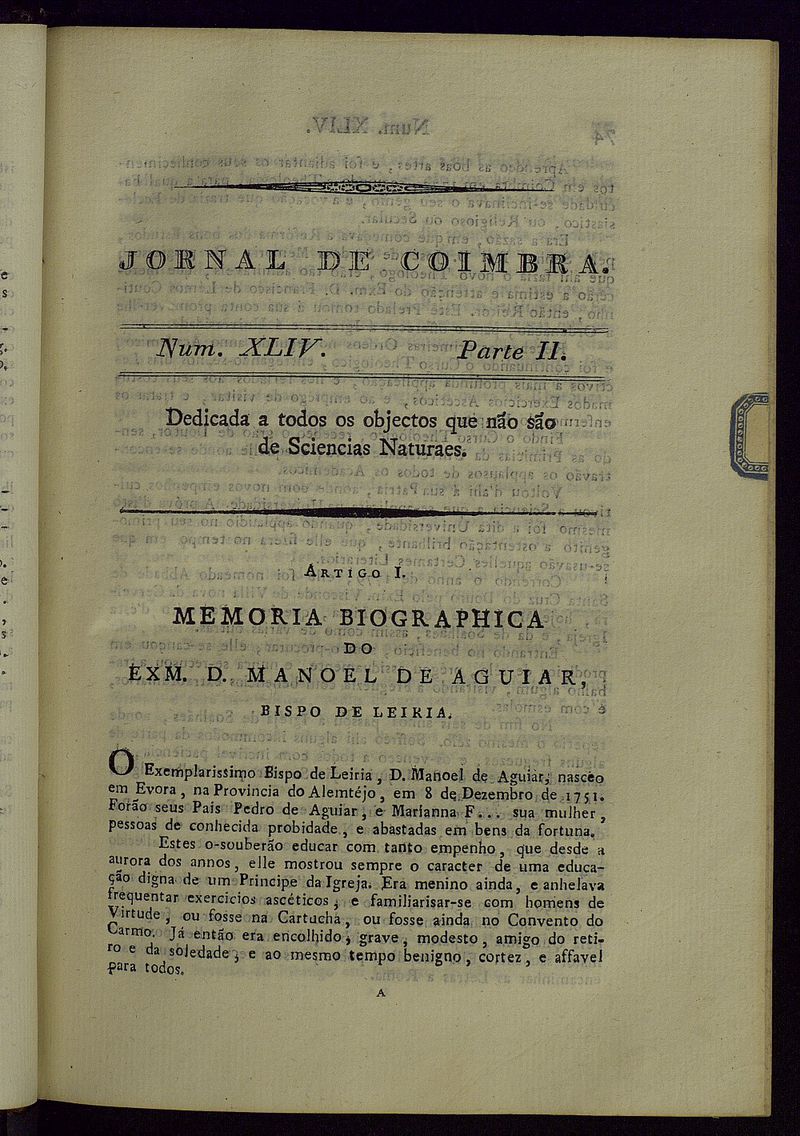 JORNAL DE COIMBRA.
Num. XLIV. Parte II.
Dedicada a todos os objectos que não são
de Sciencias Naturaes.
Artigo I.
MEMORIA BIOGRAPHICA
DO
EXM. D. MANOEL DE AGUIAR,
BISPO DE LEIRIA.
O Exemplarissimo Bispo de Leiria, D. Manoel de Aguiar, nasceo
em Evora, na Provincia do Alemtéjo, em 8 de Dezembro de 1751.
Forão seus Pais Pedro de Aguiar, e Marianna F... sua mulher,
pessoas de conhecida probidade, e abastadas em bens da fortuna.
Estes o-souberão educar com tanto empenho, que desde a
aurora dos annos, elle mostrou sempre o caracter de uma educa-
ção digna de um Principe da Igreja. Era menino ainda, e anhelava
frequentar exercicios ascéticos, e familiarisar-se com homens de
Virtude, ou fosse na Cartucha, ou fosse ainda no Convento do
Carmo. Já então era encolhido, grave, modesto, amigo do reti-
ro e da soledade, e ao mesmo tempo benigno, cortez, e affavel
para todos.
A